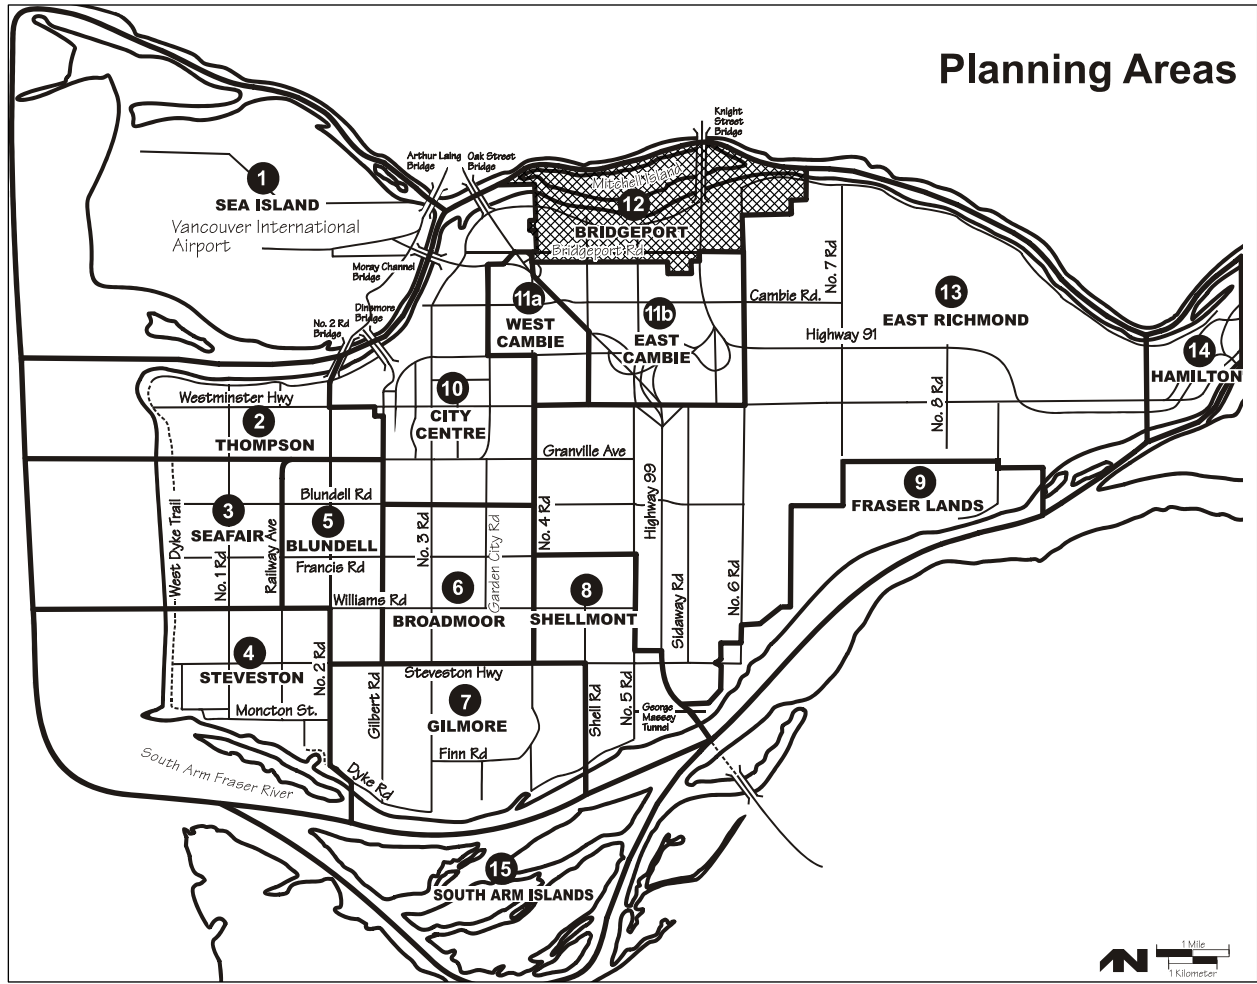 Planning Areas
Knight
Street
Bridge
Arthur Laing
Bridge
Oak Street
Bridge
1
SEA ISLAND
Vancouver International
Airport
Mitchell Island
12
BRIDGEPORT
Bridgeport Rd
Moray Channel
Bridge
Dinsmore
Bridge
No. 2 Rd
Bridge
11a
WEST
CAMBIE
11b
EAST
CAMBIE
Cambie Rd.
No. 7 Rd
13
EAST RICHMOND
Highway 91
14
HAMILTON
10
CITY
CENTRE
Westminster Hwy
2
THOMPSON
No. 8 Rd
Granville Ave
Blundell Rd
9
FRASER LANDS
3
SEAFAIR
5
BLUNDELL
West Dyke Trail
No. 1 Rd
Railway Ave
No. 3 Rd
Garden City Rd
No. 4 Rd
Highway 99
Francis Rd
Williams Rd
6
BROADMOOR
8
SHELLMONT
Sidaway Rd
No. 6 Rd
4
STEVESTON
No. 2 Rd
Steveston Hwy
Moncton St.
Gilbert Rd
7
GILMORE
Shell Rd
No. 5 Rd
George
Massey
Tunnel
Finn Rd
Dyke Rd
South Arm Fraser River
15
SOUTH ARM ISLANDS
N
1 Mile
1 Kilometer